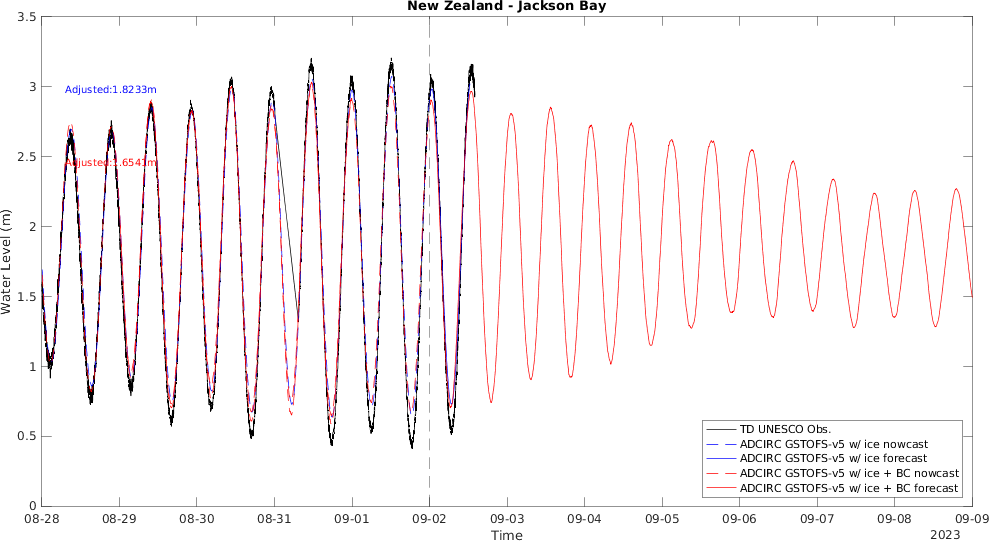 New Zealand - Jackson Bay
3.5
3
2.5
2
1.5
1
0.5
0
Water Level (m)
Adjusted:1.8233m
Adjusted:1.6541m
TD UNESCO Obs.
ADCIRC GSTOFS-v5 w/ ice nowcast
ADCIRC GSTOFS-v5 w/ ice forecast
ADCIRC GSTOFS-v5 w/ ice + BC nowcast
ADCIRC GSTOFS-v5 w/ ice + BC forecast
08-28 08-29 08-30 08-31 09-01 09-02 09-03 09-04 09-05 09-06 09-07 09-08 09-09
Time
2023